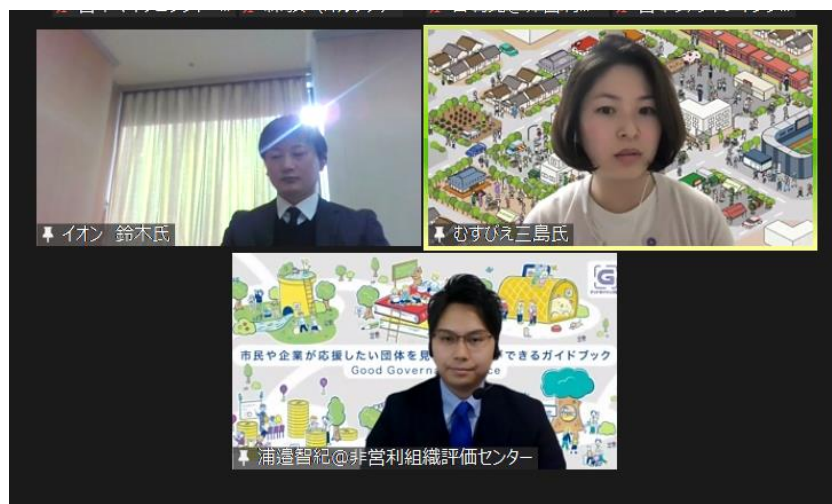 イオン 鈴木氏
むすびえ三島氏
市民や企業が応援したい団体を見
できるガイドブック
Good Govern
ce
浦邉智紀@非営利組織評価センター